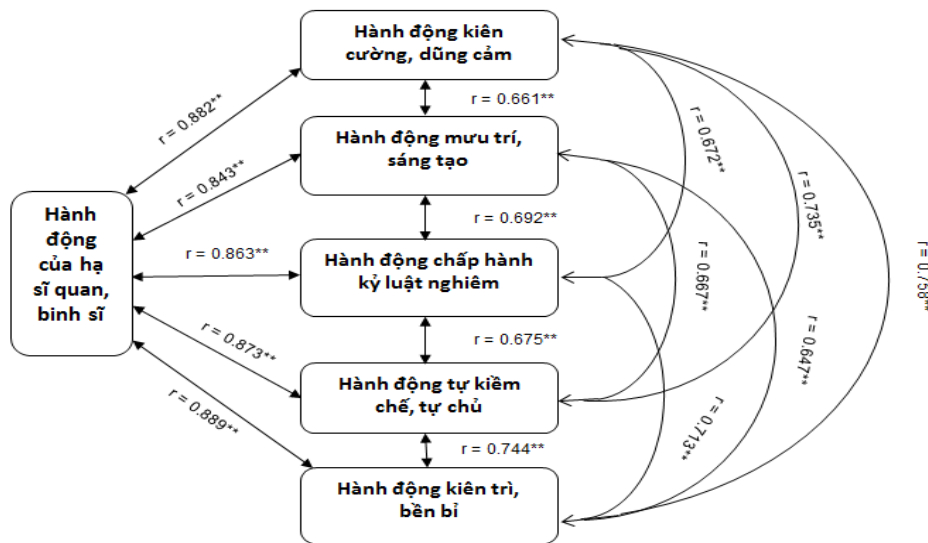 Hành động kiên
cường, dũng cảm
r = 0.882**
r = 0.661**
r = 0.672**
Hành động mưu trí,
sáng tạo
r = 0.843**
r = 0.735**
Hành
động
của hạ
sĩ quan,
binh sĩ
r = 0.692**
r = 0.863**
Hành động chấp hành
kỷ luật nghiêm
r = 0.667**
r = 0.758**
r = 0.873**
r = 0.675**
r = 0.647**
Hành động tự kiềm
chế, tự chủ
r = 0.889**
r = 0.744**
r = 0.713**
Hành động kiên trì,
bền bỉ